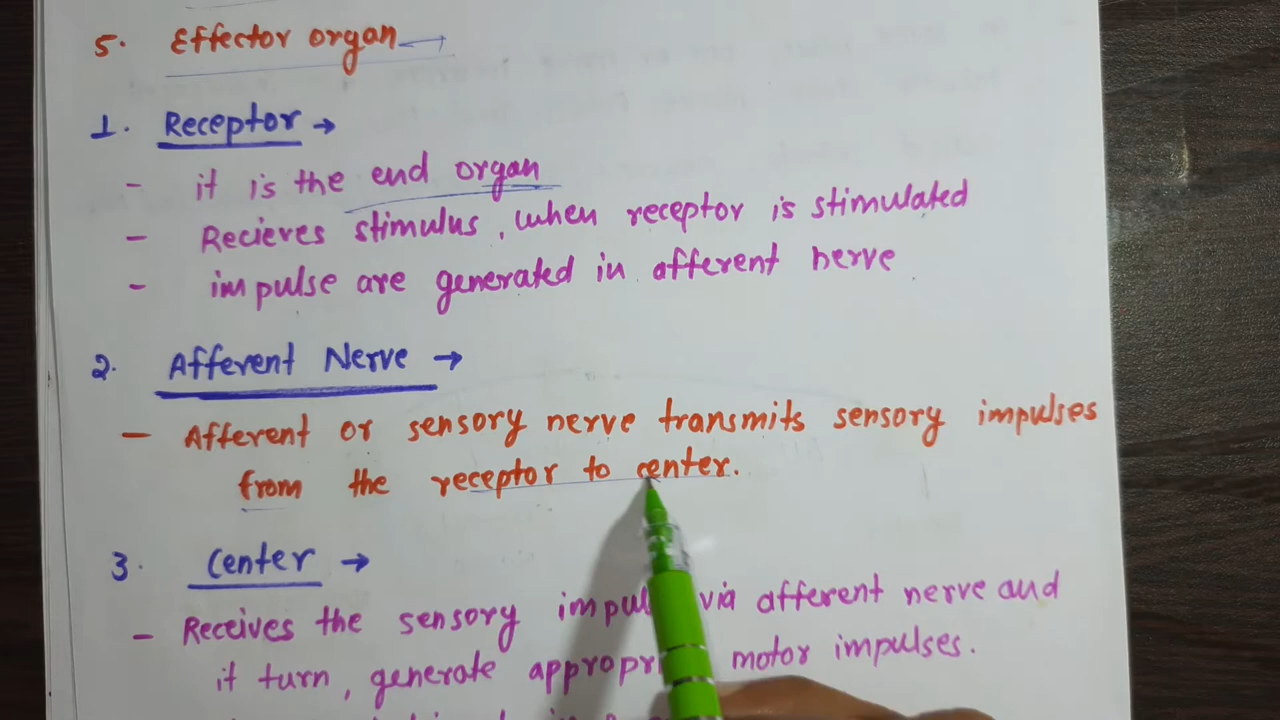 5. Effector organ →
1. Receptor →
- it is the end organ
- Recieves stimulus, when receptor is stimulated
- impulse are generated in afferent nerve
2. Afferent Nerve →
- Afferent or sensory nerve transmits sensory impulses
from the receptor to center.
3. Center →
- Receives the sensory impul via afferent nerve and
it turn, generate appropri motor impulses.